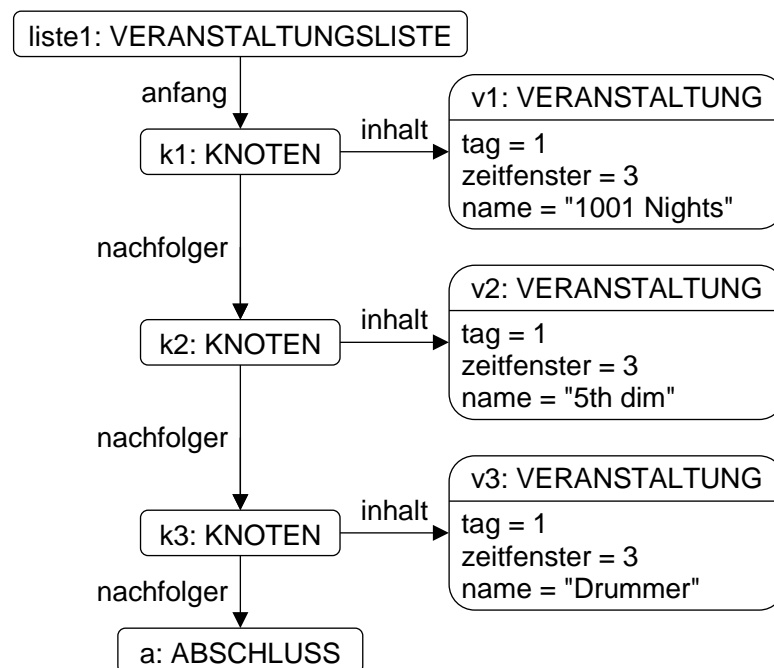 liste1: VERANSTALTUNGSLISTE
anfang
k1: KNOTEN
inhalt
v1: VERANSTALTUNG
tag = 1
zeitfenster = 3
name = "1001 Nights"
nachfolger
k2: KNOTEN
inhalt
v2: VERANSTALTUNG
tag = 1
zeitfenster = 3
name = "5th dim"
nachfolger
k3: KNOTEN
inhalt
v3: VERANSTALTUNG
tag = 1
zeitfenster = 3
name = "Drummer"
nachfolger
a: ABSCHLUSS